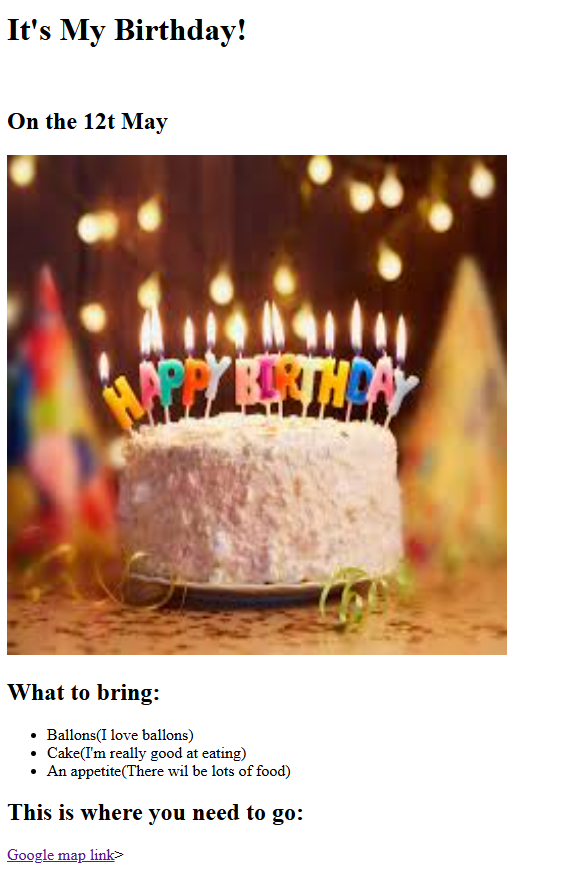 It's My Birthday!
On the 12t May
HAPPY BIRTHDAY
What to bring:
Ballons(I love ballons)
Cake(I'm really good at eating)
An appetite(There wil be lots of food)
This is where you need to go:
Google map link>